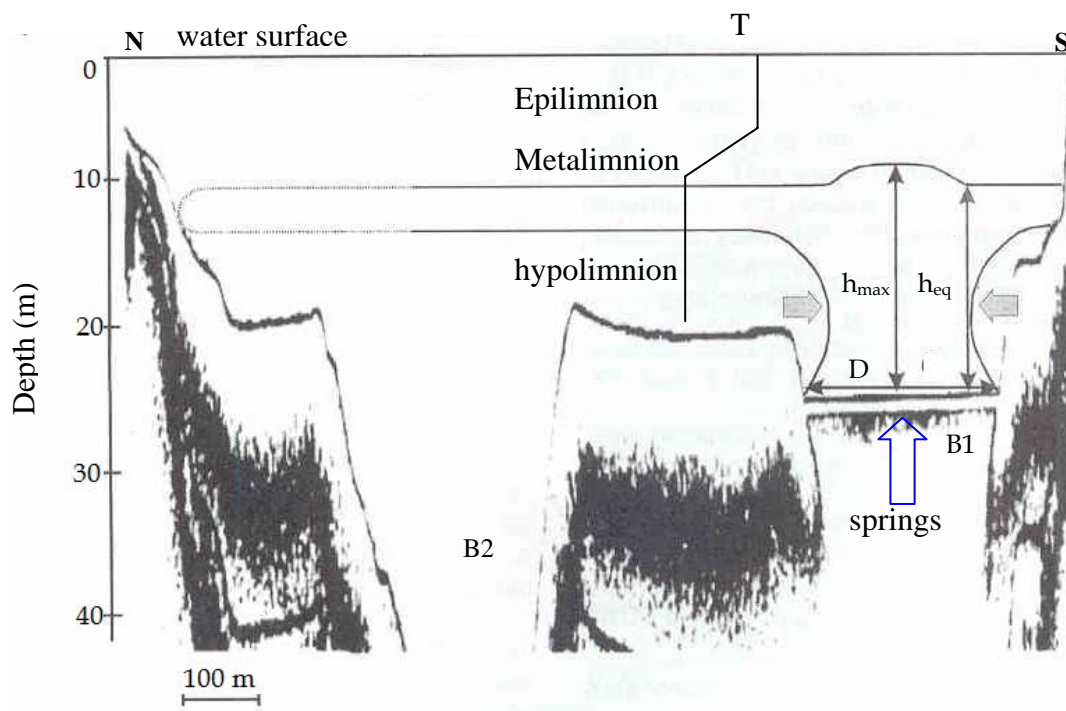 N water surface T S
0
Epilimnion
Metalimnion
10
hypolimnion h_max h_eq
Depth (m)
20
D
B1
30
springs
B2
40
100 m